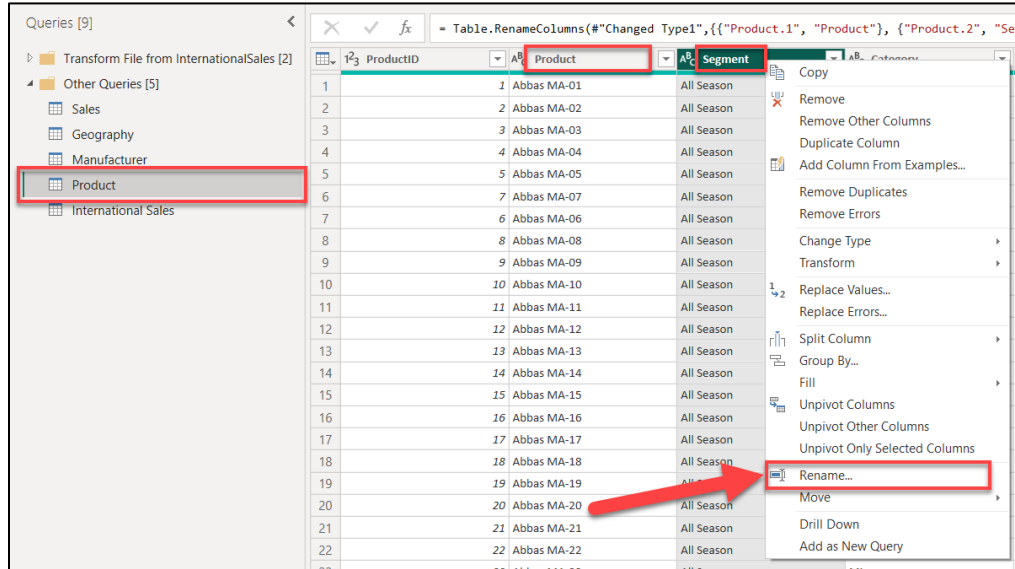 Queries [9]
Transform File from InternationalSales [2]
Other Queries [5]
Sales
Geography
Manufacturer
Product
International Sales
fx = Table.RenameColumns(#"Changed Type1",{{"Product.1", "Product"}, {"Product.2", "Se
1²3 ProductID ABC Product ABC Segment ABC Category
1 1 Abbas MA-01 All Season
2 2 Abbas MA-02 All Season
3 3 Abbas MA-03 All Season
4 4 Abbas MA-04 All Season
5 5 Abbas MA-05 All Season
6 7 Abbas MA-07 All Season
7 6 Abbas MA-06 All Season
8 8 Abbas MA-08 All Season
9 9 Abbas MA-09 All Season
10 10 Abbas MA-10 All Season
11 11 Abbas MA-11 All Season
12 12 Abbas MA-12 All Season
13 13 Abbas MA-13 All Season
14 14 Abbas MA-14 All Season
15 15 Abbas MA-15 All Season
16 16 Abbas MA-16 All Season
17 17 Abbas MA-17 All Season
18 18 Abbas MA-18 All Season
19 19 Abbas MA-19
20 20 Abbas MA-20 All Season
21 21 Abbas MA-21 All Season
22 22 Abbas MA-22 All Season
Copy
Remove
Remove Other Columns
Duplicate Column
Add Column From Examples...
Remove Duplicates
Remove Errors
Change Type
Transform
Replace Values...
Replace Errors...
Split Column
Group By...
Fill
Unpivot Columns
Unpivot Other Columns
Unpivot Only Selected Columns
Rename...
Move
Drill Down
Add as New Query